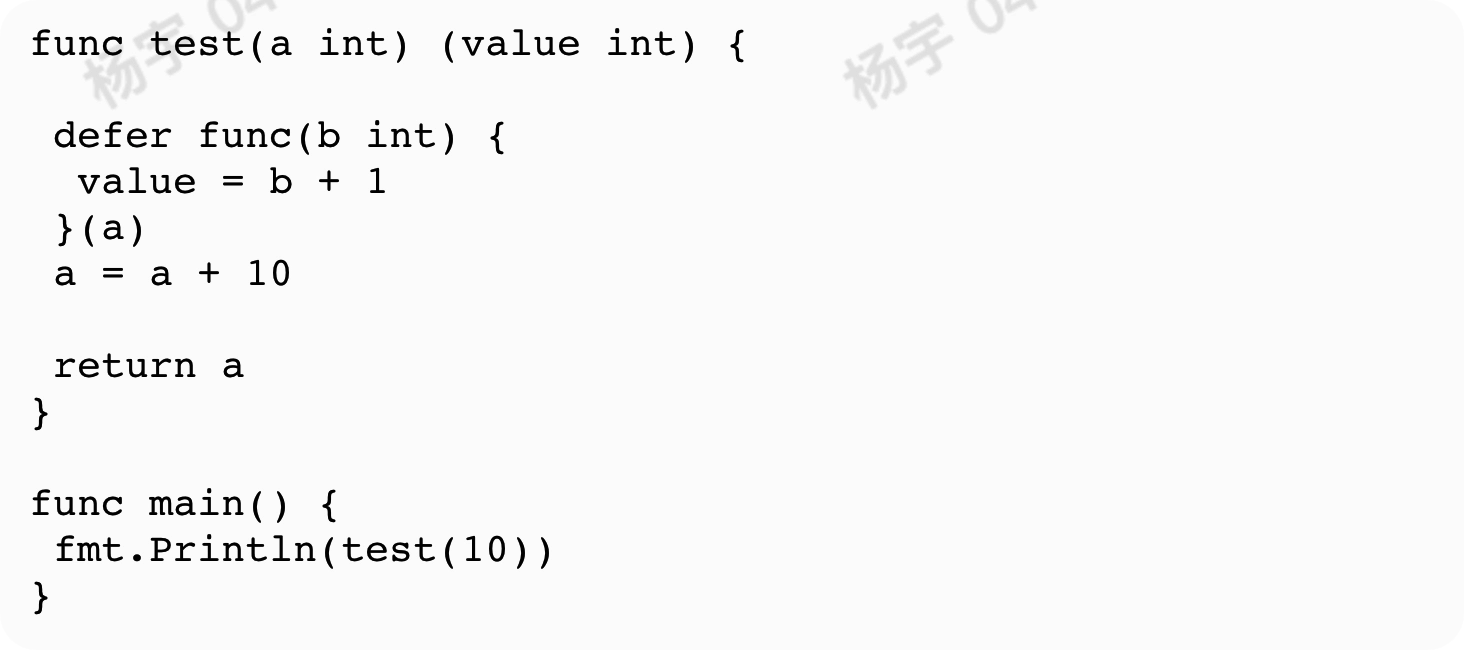 杨宇 04
杨宇 04
func test(a int) (value int) {
 defer func(b int) {
  value = b + 1
 }(a)
 a = a + 10
 return a
}
func main() {
 fmt.Println(test(10))
}